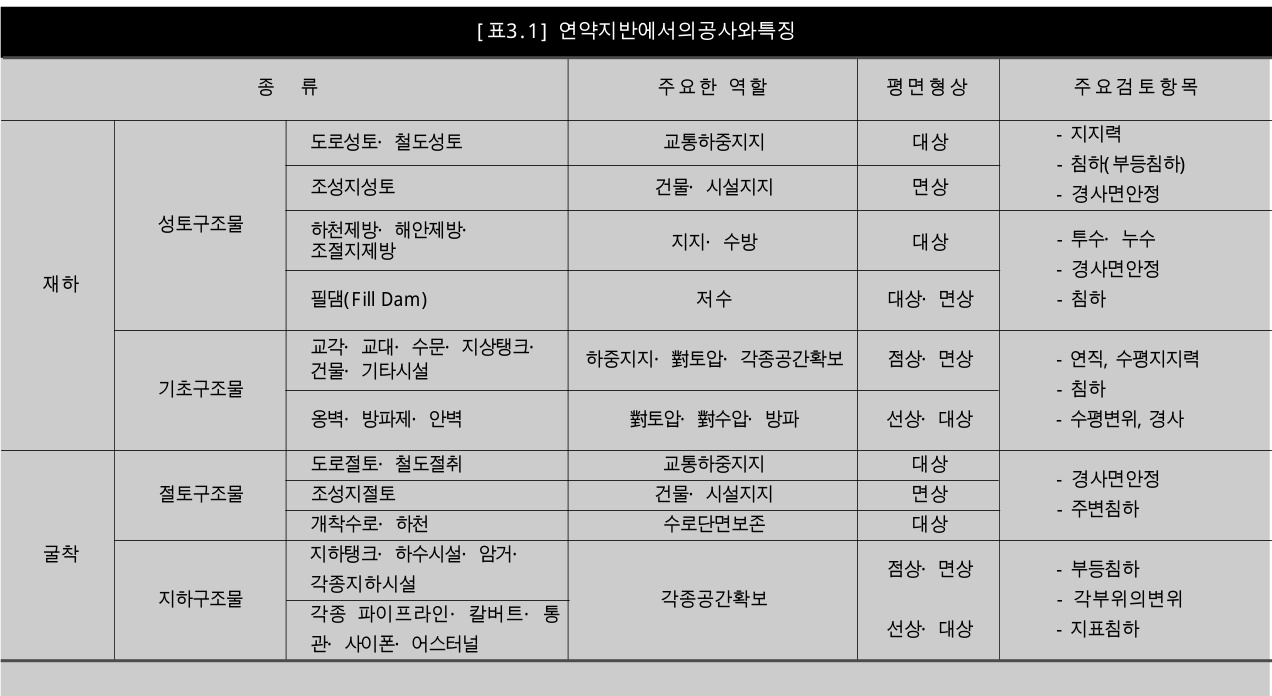 [표3.1] 연약지반에서의공사와특징
종 류 주요한 역할 평면형상 주요검토항목
재하
성토구조물
도로성토· 철도성토 교통하중지지 대상
조성지성토 건물· 시설지지 면상
- 지지력
- 침하(부등침하)
- 경사면안정
하천제방· 해안제방·
조절지제방
지지· 수방 대상
필댐(Fill Dam) 저수 대상· 면상
- 투수· 누수
- 경사면안정
- 침하
기초구조물
교각· 교대· 수문· 지상탱크·
건물· 기타시설
하중지지· 對토압· 각종공간확보 점상· 면상
옹벽· 방파제· 안벽 對토압· 對수압· 방파 선상· 대상
- 연직, 수평지지력
- 침하
- 수평변위, 경사
굴착
절토구조물
도로절토· 철도절취 교통하중지지 대상
조성지절토 건물· 시설지지 면상
개착수로· 하천 수로단면보존 대상
- 경사면안정
- 주변침하
지하구조물
지하탱크· 하수시설· 암거·
각종지하시설
각종 파이프라인· 칼버트· 통
관· 사이폰· 어스터널
각종공간확보
점상· 면상
선상· 대상
- 부등침하
- 각부위의변위
- 지표침하